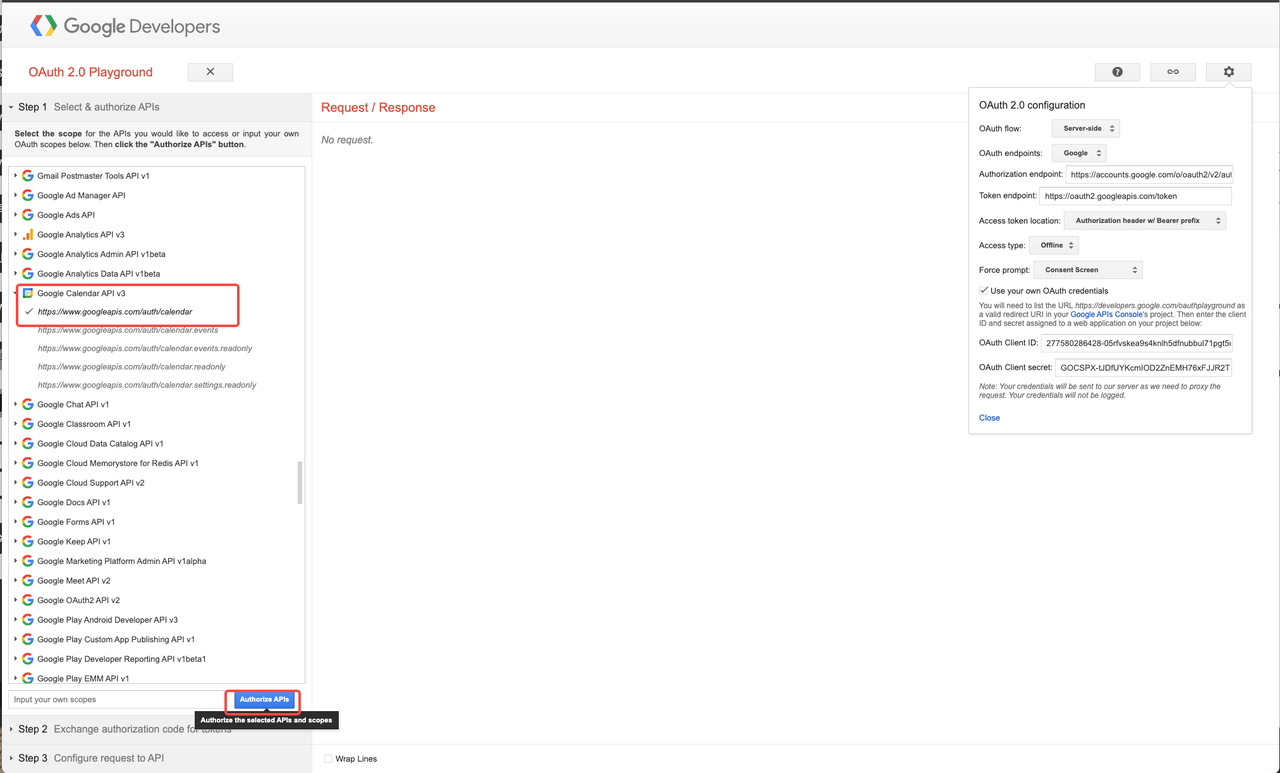 Google Developers
OAuth 2.0 Playground
Step 1 Select & authorize APIs
Select the scope for the APIs you would like to access or input your own
OAuth scopes below. Then click the "Authorize APIs" button.
Gmail Postmaster Tools API v1
Google Ad Manager API
Google Ads API
Google Analytics API v3
Google Analytics Admin API v1beta
Google Analytics Data API v1beta
Google Calendar API v3
https://www.googleapis.com/auth/calendar
https://www.googleapis.com/auth/calendar.events
https://www.googleapis.com/auth/calendar.events.readonly
https://www.googleapis.com/auth/calendar.readonly
https://www.googleapis.com/auth/calendar.settings.readonly
Google Chat API v1
Google Classroom API v1
Google Cloud Data Catalog API v1
Google Cloud Memorystore for Redis API v1
Google Cloud Support API v2
Google Docs API v1
Google Forms API v1
Google Keep API v1
Google Marketing Platform Admin API v1alpha
Google Meet API v2
Google OAuth2 API v2
Google Play Android Developer API v3
Google Play Custom App Publishing API v1
Google Play Developer Reporting API v1beta1
Google Play EMM API v1
Input your own scopes
Authorize APIs
Authorize the selected APIs and scopes
Step 2 Exchange authorization code for tokens
Step 3 Configure request to API
Request / Response
No request.
Wrap Lines
OAuth 2.0 configuration
OAuth flow: Server-side
OAuth endpoints: Google
Authorization endpoint: https://accounts.google.com/o/oauth2/v2/aut
Token endpoint: https://oauth2.googleapis.com/token
Access token location: Authorization header w/ Bearer prefix
Access type: Offline
Force prompt: Consent Screen
Use your own OAuth credentials
You will need to list the URL https://developers.google.com/oauthplayground as
a valid redirect URI in your Google APIs Console's project. Then enter the client
ID and secret assigned to a web application on your project below:
OAuth Client ID:
OAuth Client secret:
Note: Your credentials will be sent to our server as we need to proxy the
request. Your credentials will not be logged.
Close